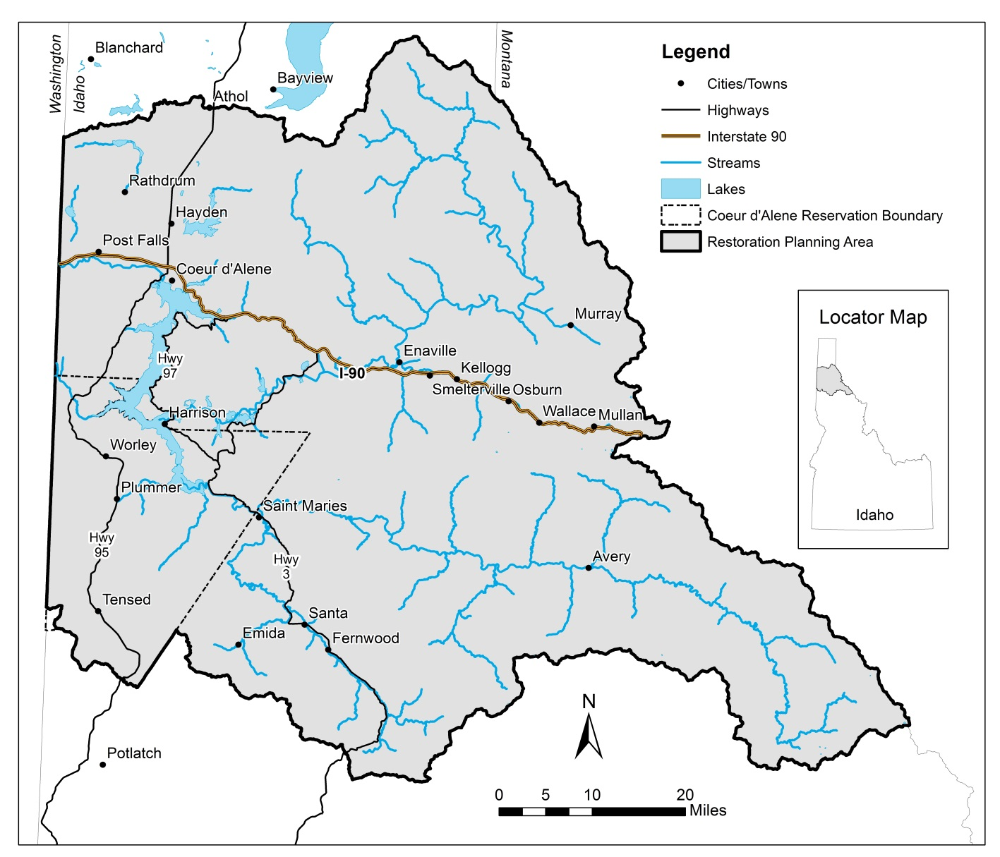 Washington
Idaho
Montana
Blanchard
Bayview
Athol
Rathdrum
Hayden
Post Falls
Coeur d'Alene
Murray
Hwy
97
Enaville
I-90
Kellogg
Smelterville
Osburn
Wallace
Mullan
Harrison
Worley
Plummer
Saint Maries
Hwy
95
Hwy
3
Avery
Tensed
Santa
Emida
Fernwood
Potlatch
Legend
Cities/Towns
Highways
Interstate 90
Streams
Lakes
Coeur d'Alene Reservation Boundary
Restoration Planning Area
Locator Map
Idaho
N
0 5 10 20
Miles